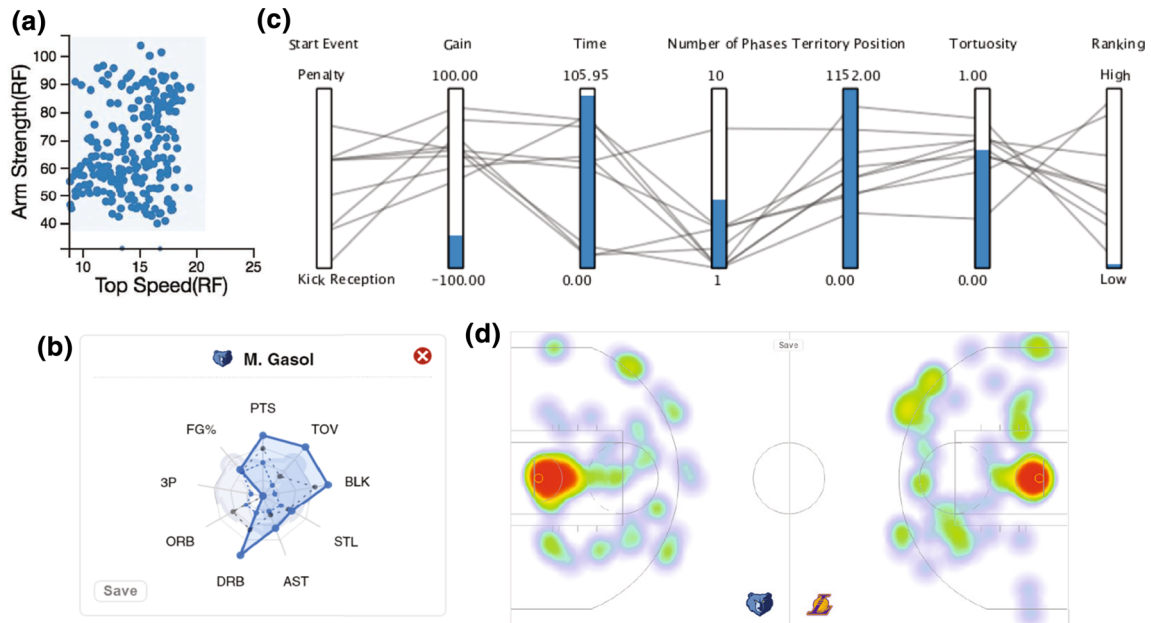 (a)
Arm Strength(RF)
100
90
80
70
60
50
40
10 15 20 25
Top Speed(RF)
(c)
Start Event Gain Time Number of Phases Territory Position Tortuosity Ranking
Penalty 100.00 105.95 10 1152.00 1.00 High
Kick Reception -100.00 0.00 1 0.00 0.00 Low
(b)
M. Gasol
PTS
FG% TOV
3P BLK
ORB STL
DRB AST
Save
(d)
Save